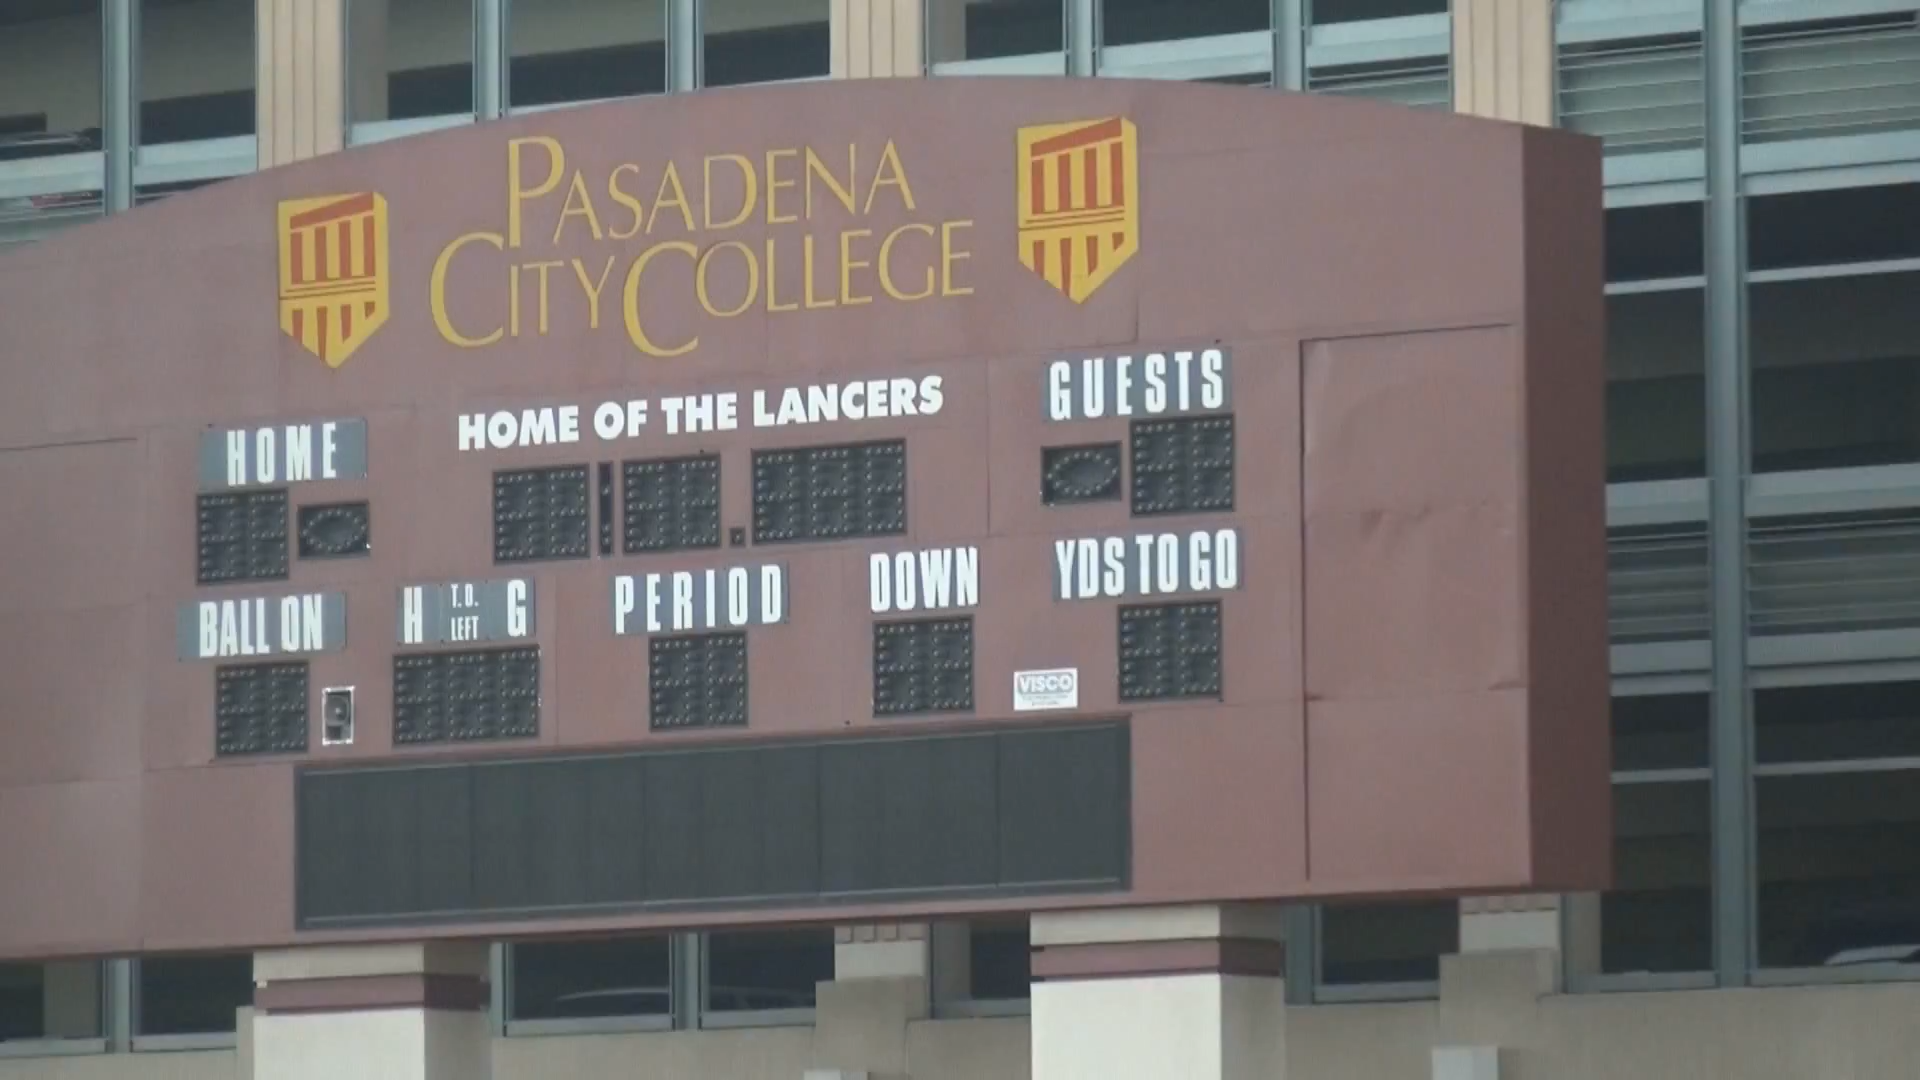 PASADENA
CITY COLLEGE
HOME OF THE LANCERS
HOME
GUESTS
BALL ON
H T.O. LEFT G
PERIOD
DOWN
YDS TO GO
VISCO